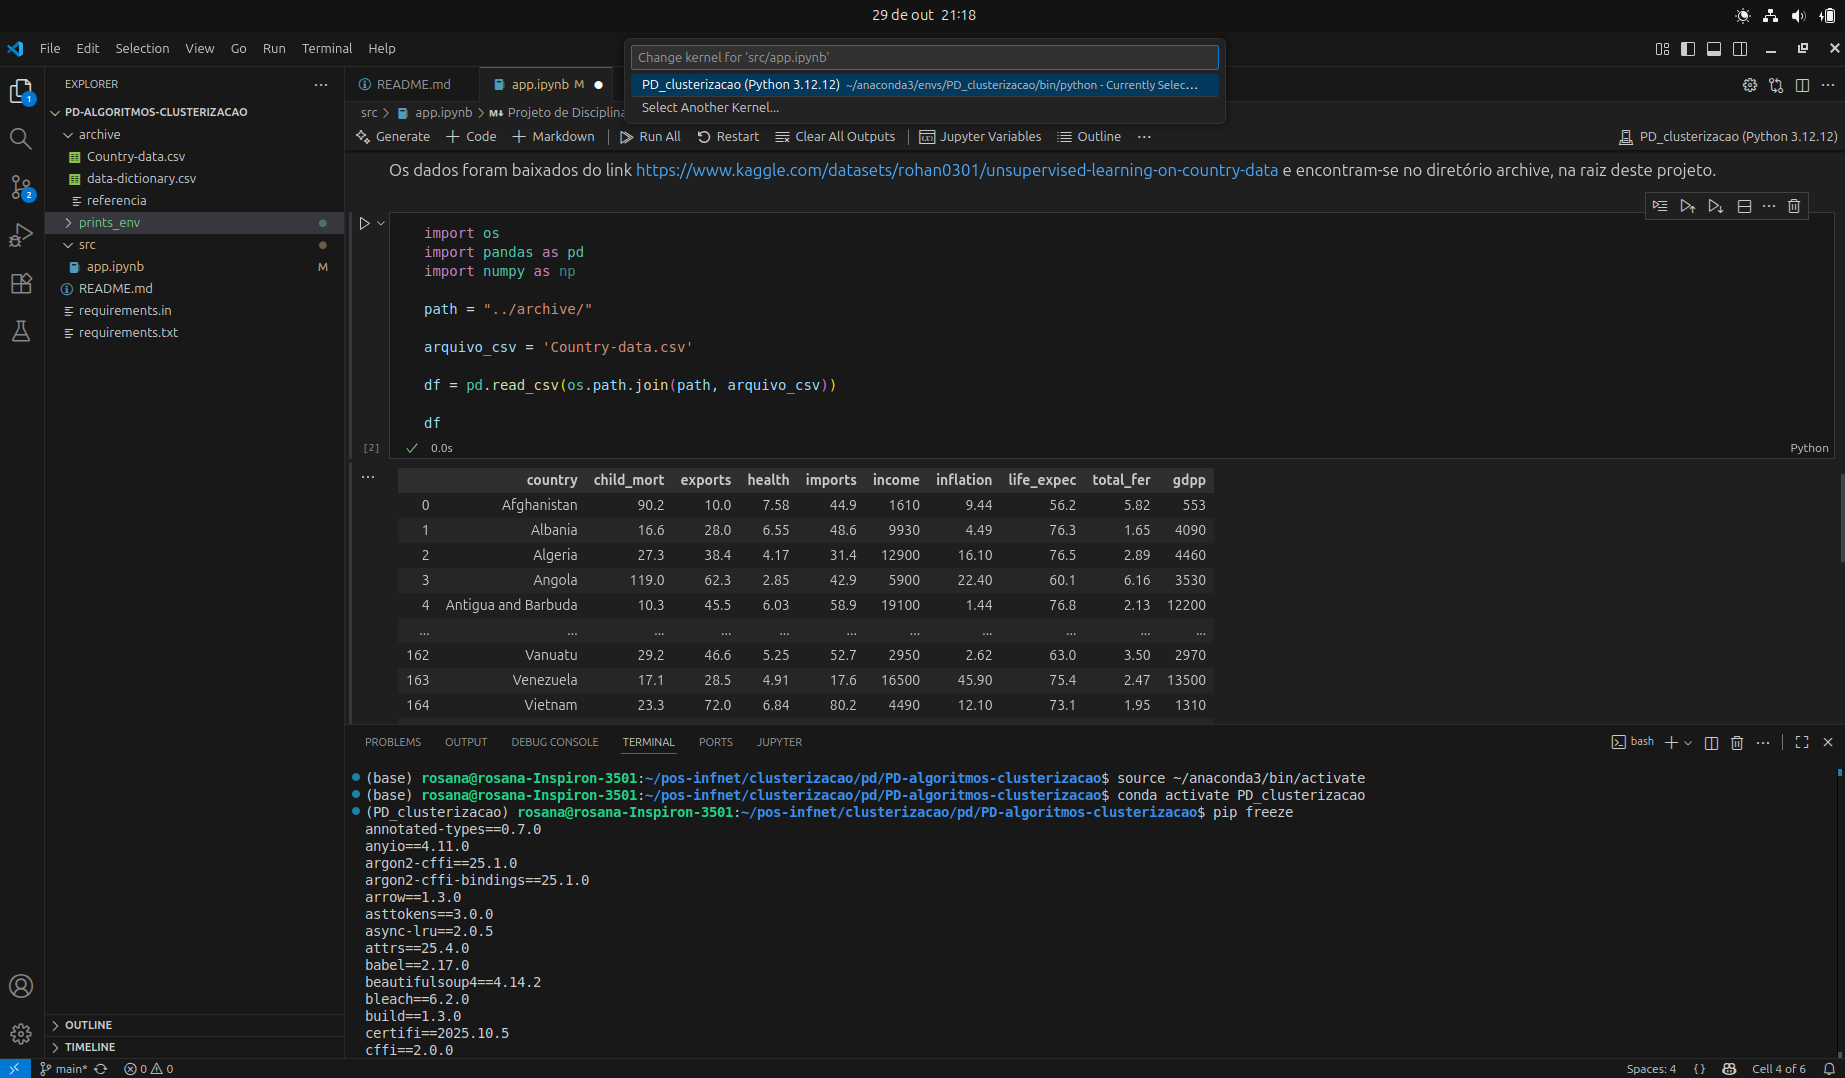 29 de out 21:18
File Edit Selection View Go Run Terminal Help
Change kernel for 'src/app.ipynb'
PD_clusterizacao (Python 3.12.12) ~/anaconda3/envs/PD_clusterizacao/bin/python - Currently Selec...
Select Another Kernel...
EXPLORER ...
PD-ALGORITMOS-CLUSTERIZACAO
archive
Country-data.csv
data-dictionary.csv
referencia
prints_env
src
app.ipynb M
README.md
requirements.in
requirements.txt
OUTLINE
TIMELINE
1
2
README.md
app.ipynb M
src > app.ipynb > M Projeto de Disciplina
Generate + Code + Markdown | Run All Restart Clear All Outputs | Jupyter Variables Outline ...
PD_clusterizacao (Python 3.12.12)
Os dados foram baixados do link https://www.kaggle.com/datasets/rohan0301/unsupervised-learning-on-country-data e encontram-se no diretório archive, na raiz deste projeto.
import os
import pandas as pd
import numpy as np
path = "../archive/"
arquivo_csv = 'Country-data.csv'
df = pd.read_csv(os.path.join(path, arquivo_csv))
df
[2] 0.0s Python
...
country child_mort exports health imports income inflation life_expec total_fer gdpp
0 Afghanistan 90.2 10.0 7.58 44.9 1610 9.44 56.2 5.82 553
1 Albania 16.6 28.0 6.55 48.6 9930 4.49 76.3 1.65 4090
2 Algeria 27.3 38.4 4.17 31.4 12900 16.10 76.5 2.89 4460
3 Angola 119.0 62.3 2.85 42.9 5900 22.40 60.1 6.16 3530
4 Antigua and Barbuda 10.3 45.5 6.03 58.9 19100 1.44 76.8 2.13 12200
... ... ... ... ... ... ... ... ... ... ...
162 Vanuatu 29.2 46.6 5.25 52.7 2950 2.62 63.0 3.50 2970
163 Venezuela 17.1 28.5 4.91 17.6 16500 45.90 75.4 2.47 13500
164 Vietnam 23.3 72.0 6.84 80.2 4490 12.10 73.1 1.95 1310
PROBLEMS OUTPUT DEBUG CONSOLE TERMINAL PORTS JUPYTER
bash
(base) rosana@rosana-Inspiron-3501:~/pos-infnet/clusterizacao/pd/PD-algoritmos-clusterizacao$ source ~/anaconda3/bin/activate
(base) rosana@rosana-Inspiron-3501:~/pos-infnet/clusterizacao/pd/PD-algoritmos-clusterizacao$ conda activate PD_clusterizacao
(PD_clusterizacao) rosana@rosana-Inspiron-3501:~/pos-infnet/clusterizacao/pd/PD-algoritmos-clusterizacao$ pip freeze
annotated-types==0.7.0
anyio==4.11.0
argon2-cffi==25.1.0
argon2-cffi-bindings==25.1.0
arrow==1.3.0
asttokens==3.0.0
async-lru==2.0.5
attrs==25.4.0
babel==2.17.0
beautifulsoup4==4.14.2
bleach==6.2.0
build==1.3.0
certifi==2025.10.5
cffi==2.0.0
main* 0 0
Spaces: 4 {} Cell 4 of 6